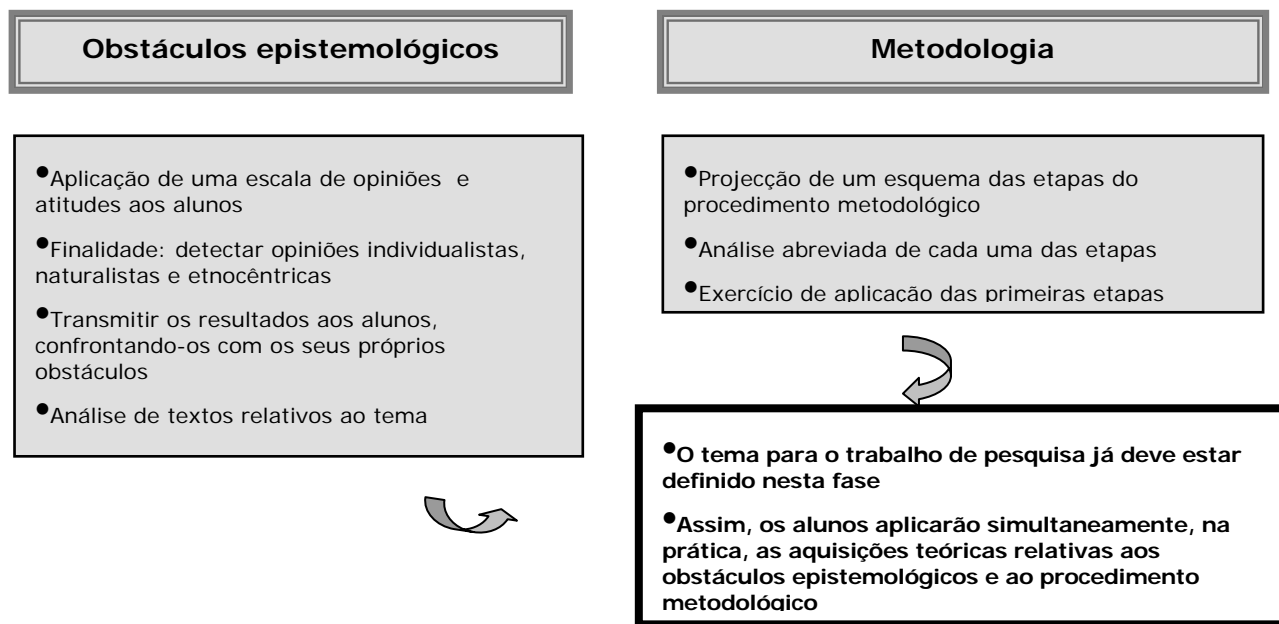 Obstáculos epistemológicos
•Aplicação de uma escala de opiniões e
atitudes aos alunos
•Finalidade: detectar opiniões individualistas,
naturalistas e etnocêntricas
•Transmitir os resultados aos alunos,
confrontando-os com os seus próprios
obstáculos
•Análise de textos relativos ao tema
Metodologia
•Projecção de um esquema das etapas do
procedimento metodológico
•Análise abreviada de cada uma das etapas
•Exercício de aplicação das primeiras etapas
•O tema para o trabalho de pesquisa já deve estar
definido nesta fase
•Assim, os alunos aplicarão simultaneamente, na
prática, as aquisições teóricas relativas aos
obstáculos epistemológicos e ao procedimento
metodológico